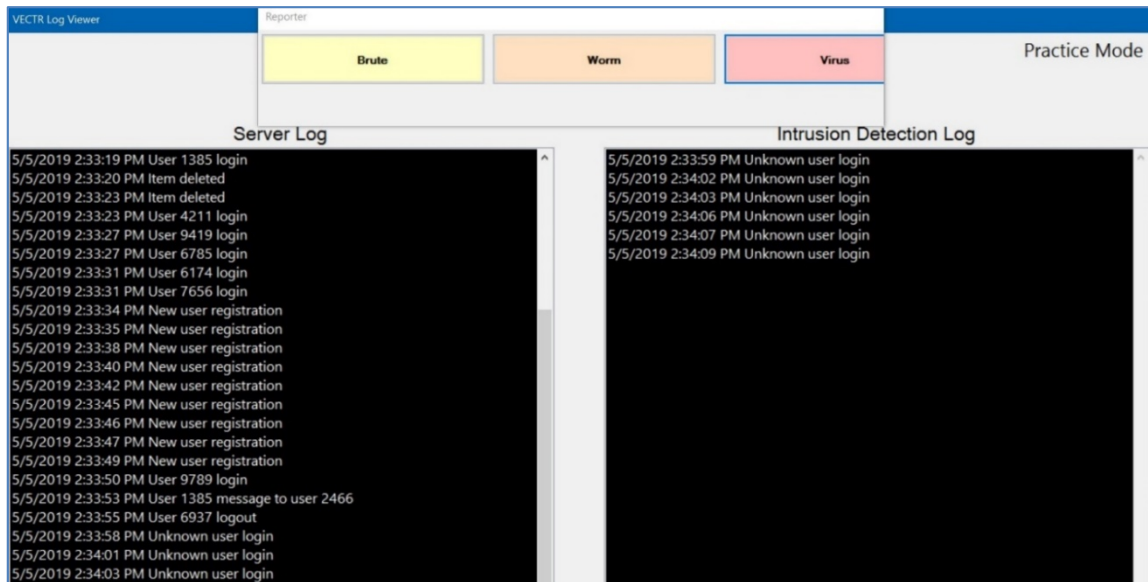 VECTR Log Viewer
Reporter
Brute
Worm
Virus
Practice Mode
Server Log
5/5/2019 2:33:19 PM User 1385 login
5/5/2019 2:33:20 PM Item deleted
5/5/2019 2:33:23 PM Item deleted
5/5/2019 2:33:23 PM User 4211 login
5/5/2019 2:33:27 PM User 9419 login
5/5/2019 2:33:27 PM User 6785 login
5/5/2019 2:33:31 PM User 6174 login
5/5/2019 2:33:31 PM User 7656 login
5/5/2019 2:33:34 PM New user registration
5/5/2019 2:33:35 PM New user registration
5/5/2019 2:33:38 PM New user registration
5/5/2019 2:33:40 PM New user registration
5/5/2019 2:33:42 PM New user registration
5/5/2019 2:33:45 PM New user registration
5/5/2019 2:33:46 PM New user registration
5/5/2019 2:33:47 PM New user registration
5/5/2019 2:33:49 PM New user registration
5/5/2019 2:33:50 PM User 9789 login
5/5/2019 2:33:53 PM User 1385 message to user 2466
5/5/2019 2:33:55 PM User 6937 logout
5/5/2019 2:33:58 PM Unknown user login
5/5/2019 2:34:01 PM Unknown user login
5/5/2019 2:34:03 PM Unknown user login
Intrusion Detection Log
5/5/2019 2:33:59 PM Unknown user login
5/5/2019 2:34:02 PM Unknown user login
5/5/2019 2:34:03 PM Unknown user login
5/5/2019 2:34:06 PM Unknown user login
5/5/2019 2:34:07 PM Unknown user login
5/5/2019 2:34:09 PM Unknown user login